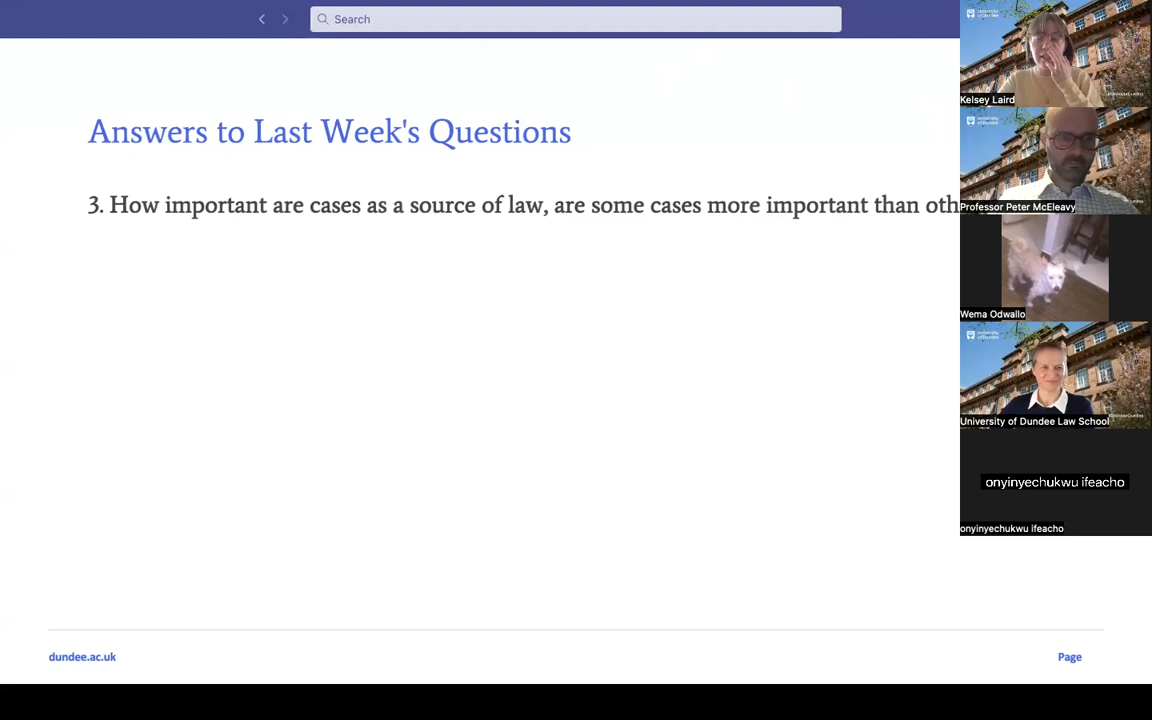 Search
Answers to Last Week's Questions
3. How important are cases as a source of law, are some cases more important than oth
Kelsey Laird
Professor Peter McEleavy
Wema Odwallo
University of Dundee Law School
onyinyechukwu ifeacho
onyinyechukwu ifeacho
dundee.ac.uk
Page